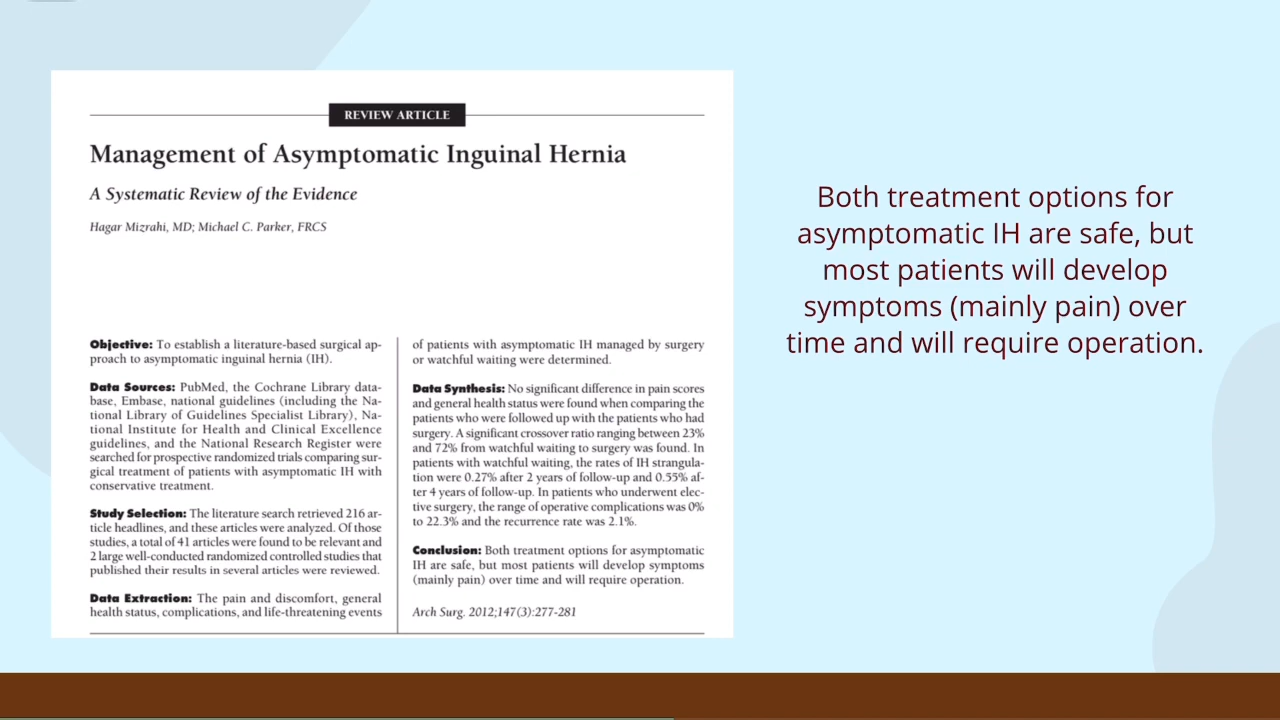 REVIEW ARTICLE
Management of Asymptomatic Inguinal Hernia
A Systematic Review of the Evidence
Hagar Mizrahi, MD; Michael C. Parker, FRCS
Objective: To establish a literature-based surgical ap-
proach to asymptomatic inguinal hernia (IH).
Data Sources: PubMed, the Cochrane Library data-
base, Embase, national guidelines (including the Na-
tional Library of Guidelines Specialist Library), Na-
tional Institute for Health and Clinical Excellence
guidelines, and the National Research Register were
searched for prospective randomized trials comparing sur-
gical treatment of patients with asymptomatic IH with
conservative treatment.
Study Selection: The literature search retrieved 216 ar-
ticle headlines, and these articles were analyzed. Of those
studies, a total of 41 articles were found to be relevant and
2 large well-conducted randomized controlled studies that
published their results in several articles were reviewed.
Data Extraction: The pain and discomfort, general
health status, complications, and life-threatening events
of patients with asymptomatic IH managed by surgery
or watchful waiting were determined.
Data Synthesis: No significant difference in pain scores
and general health status were found when comparing the
patients who were followed up with the patients who had
surgery. A significant crossover ratio ranging between 23%
and 72% from watchful waiting to surgery was found. In
patients with watchful waiting, the rates of IH strangula-
tion were 0.27% after 2 years of follow-up and 0.55% af-
ter 4 years of follow-up. In patients who underwent elec-
tive surgery, the range of operative complications was 0%
to 22.3% and the recurrence rate was 2.1%.
Conclusion: Both treatment options for asymptomatic
IH are safe, but most patients will develop symptoms
(mainly pain) over time and will require operation.
Arch Surg. 2012;147(3):277-281
Both treatment options for
asymptomatic IH are safe, but
most patients will develop
symptoms (mainly pain) over
time and will require operation.